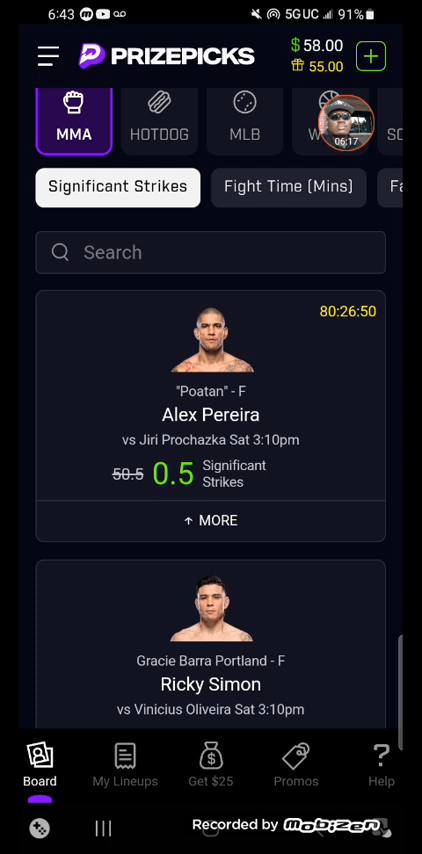 6:43 5G UC 91%
PRIZEPICKS $58.00
55.00
MMA HOTDOG MLB W SO
06:17
Significant Strikes Fight Time (Mins) Fa
Search
80:26:50
"Poatan" - F
Alex Pereira
vs Jiri Prochazka Sat 3:10pm
50.5 0.5 Significant
Strikes
↑ MORE
Gracie Barra Portland - F
Ricky Simon
vs Vinicius Oliveira Sat 3:10pm
Board My Lineups Get $25 Promos Help
Recorded by MOBIZEN